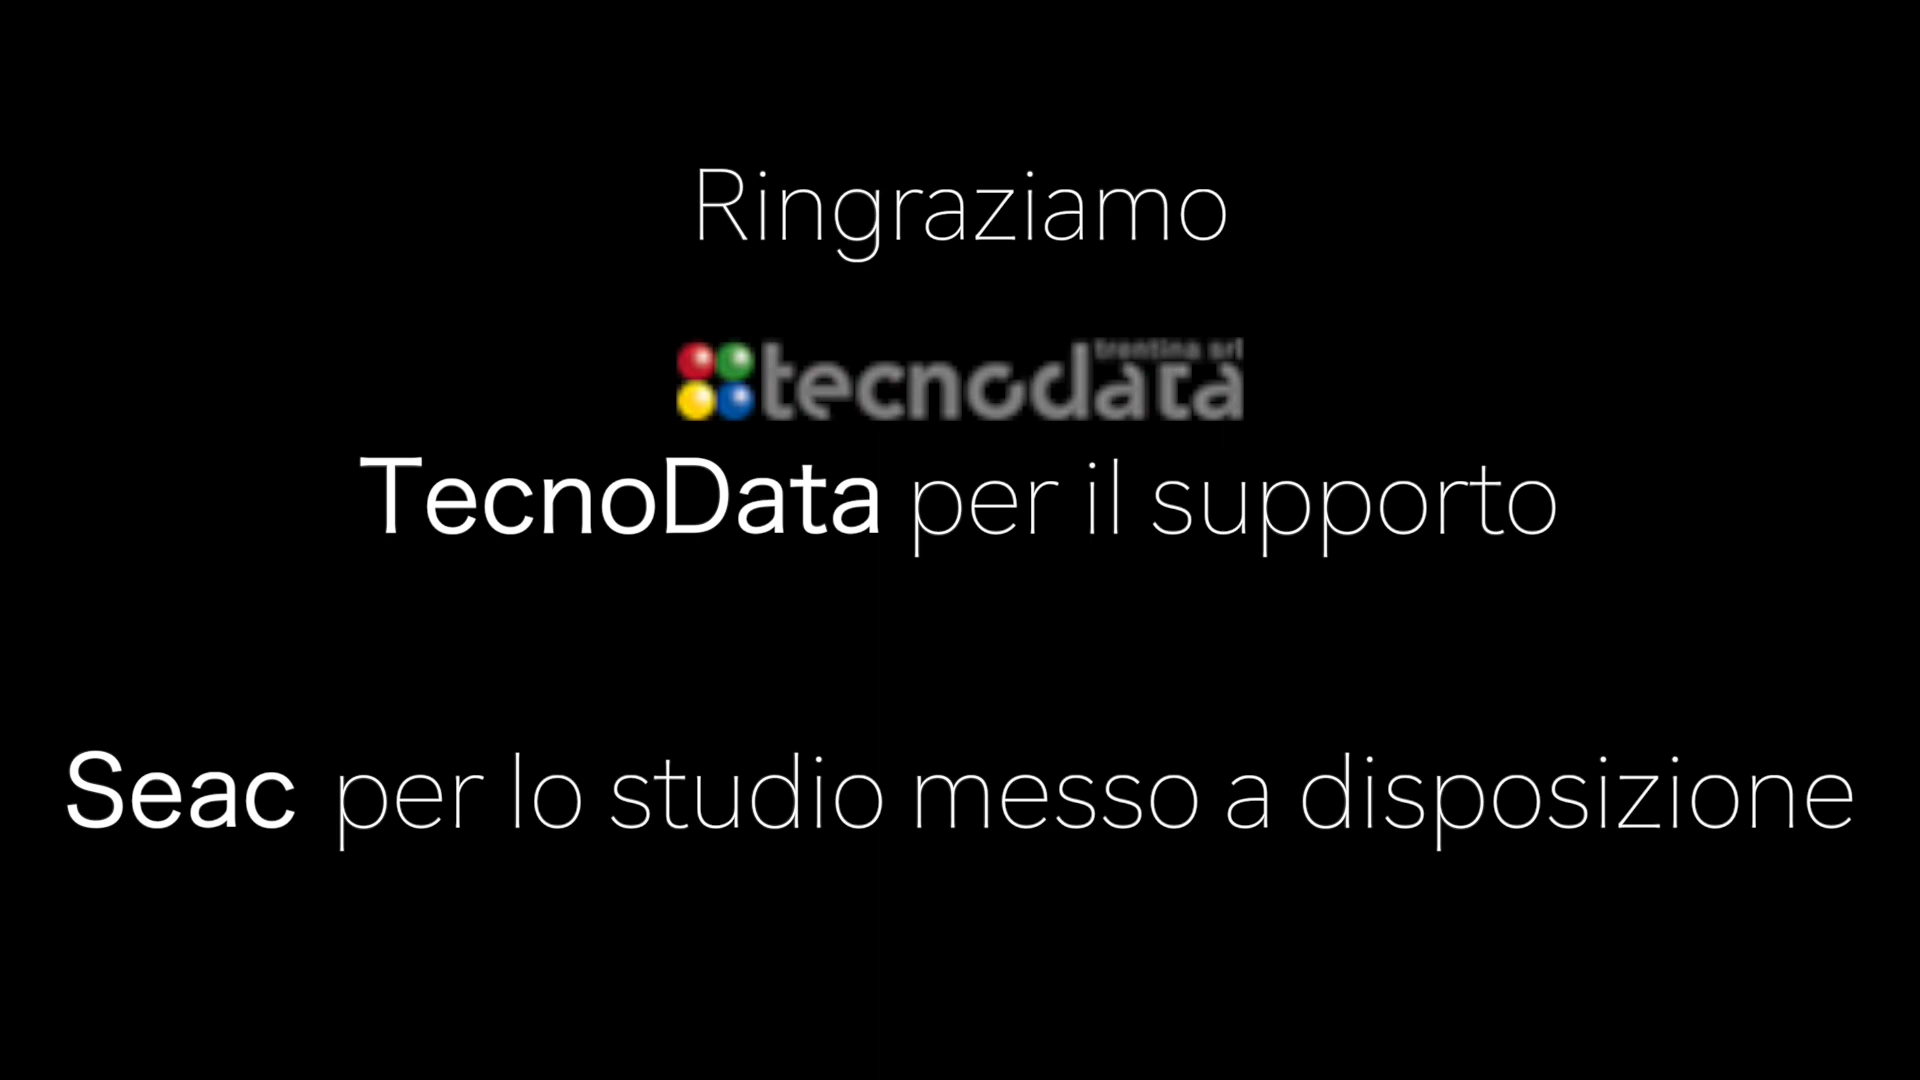 Ringraziamo
trentina srl
tecnodata
TecnoData per il supporto
Seac per lo studio messo a disposizione